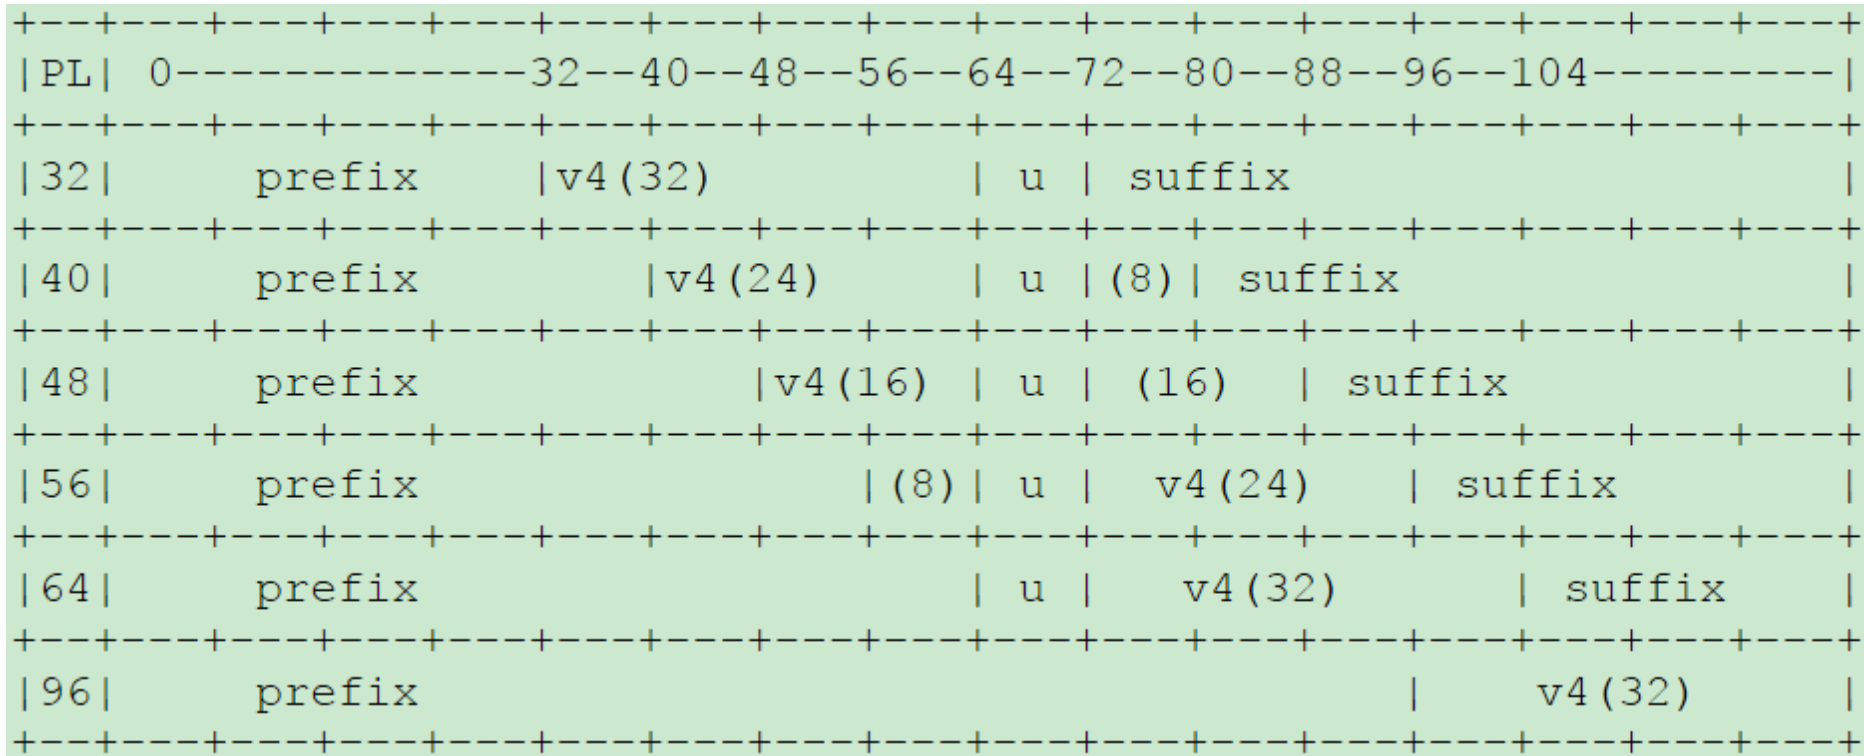 +--+---+---+---+---+---+---+---+---+---+---+---+---+---+---+---+---+
|PL| 0-------------32--40--48--56--64--72--80--88--96--104---------|
+--+---+---+---+---+---+---+---+---+---+---+---+---+---+---+---+---+
|32|     prefix    |v4(32)         | u | suffix                    |
+--+---+---+---+---+---+---+---+---+---+---+---+---+---+---+---+---+
|40|     prefix        |v4(24)     | u |(8)| suffix                |
+--+---+---+---+---+---+---+---+---+---+---+---+---+---+---+---+---+
|48|     prefix            |v4(16) | u | (16)  | suffix            |
+--+---+---+---+---+---+---+---+---+---+---+---+---+---+---+---+---+
|56|     prefix                |(8)| u |  v4(24)   | suffix        |
+--+---+---+---+---+---+---+---+---+---+---+---+---+---+---+---+---+
|64|     prefix                    | u |   v4(32)      | suffix    |
+--+---+---+---+---+---+---+---+---+---+---+---+---+---+---+---+---+
|96|     prefix                                    |    v4(32)     |
+--+---+---+---+---+---+---+---+---+---+---+---+---+---+---+---+---+